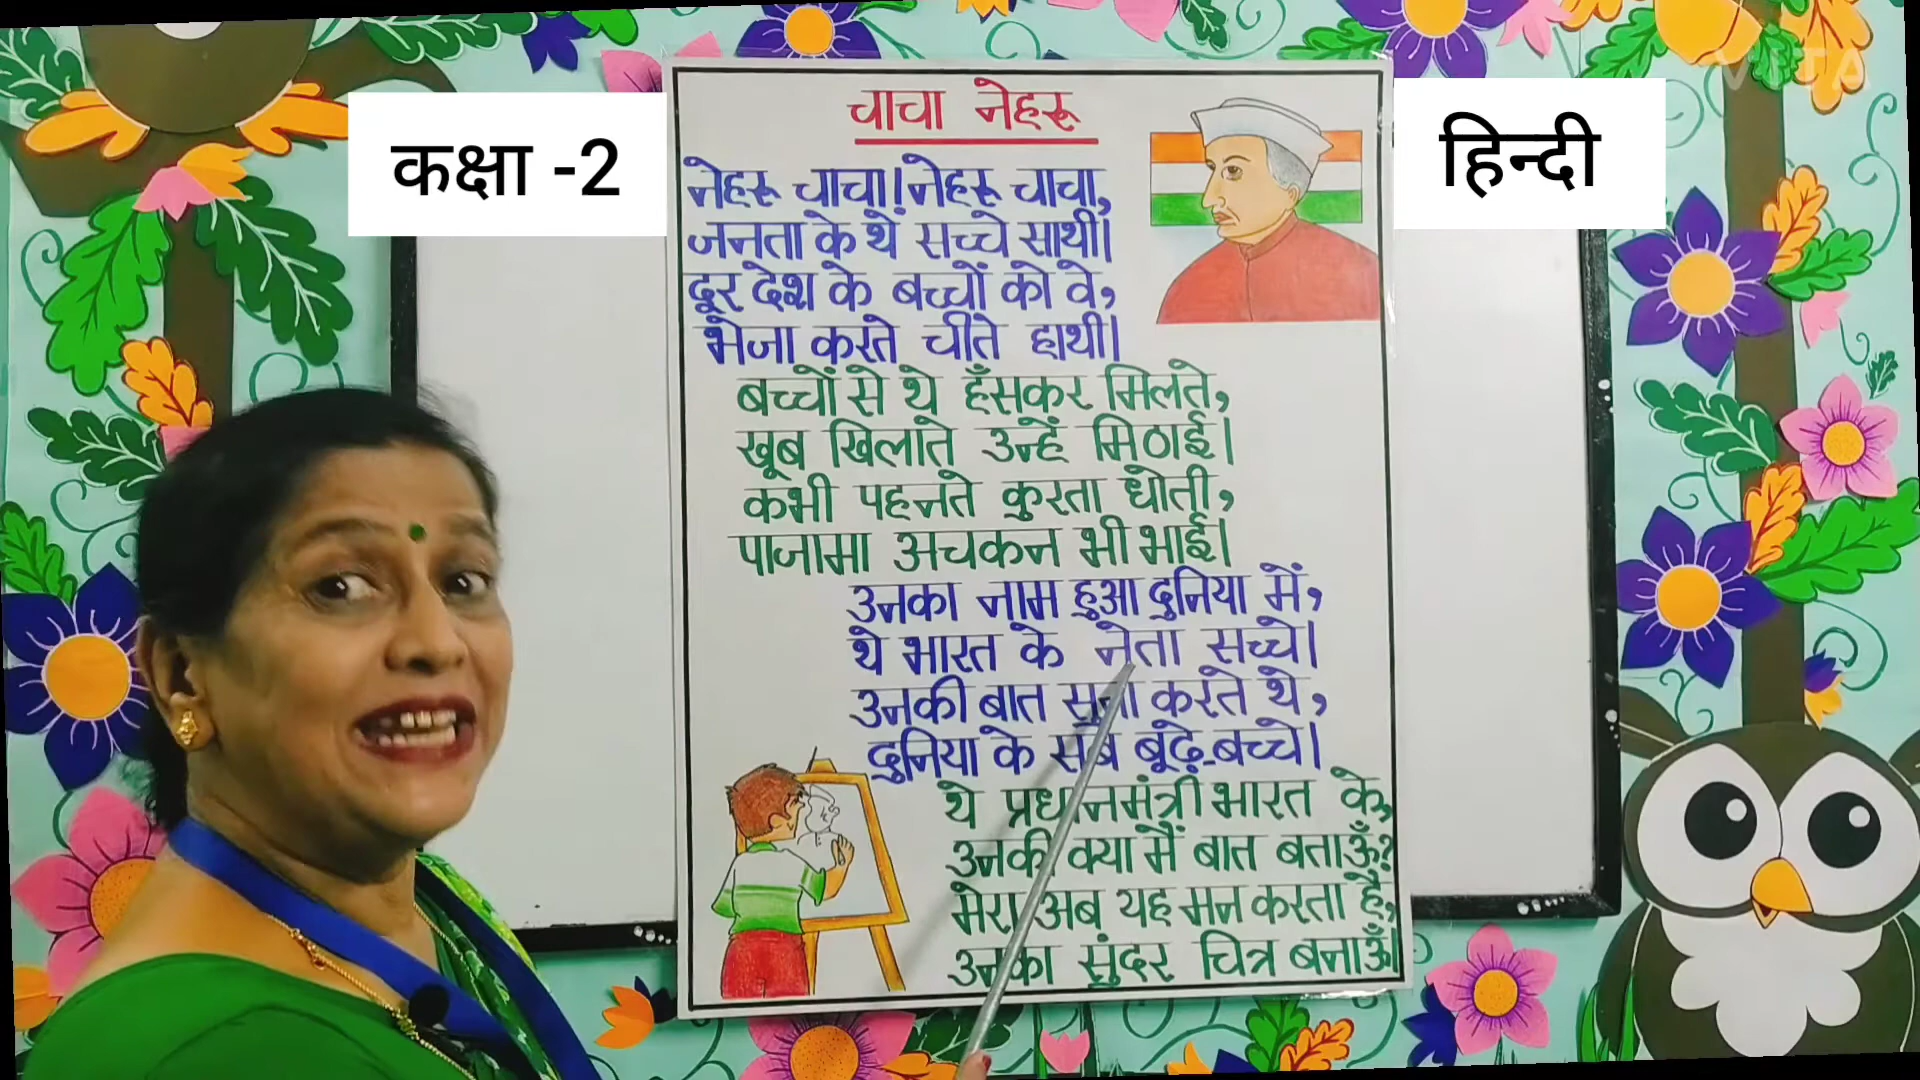 VITA
कक्षा -2
हिन्दी
चाचा नेहरू
नेहरू चाचा! नेहरू चाचा,
जनता के थे सच्चे साथी।
दूर देश के बच्चों को वे,
भेजा करते चीते हाथी।
बच्चों से थे हँसकर मिलते,
खूब खिलाते उन्हें मिठाई।
कभी पहनते कुरता धोती,
पाजामा अचकन भी भाई।
उनका नाम हुआ दुनिया में,
थे भारत के नेता सच्चे।
उनकी बात सुना करते थे,
दुनिया के सब बूढ़े-बच्चे।
थे प्रधानमंत्री भारत के,
उनकी क्या मैं बात बताऊँ?
मेरा अब यह मन करता है,
उनका सुंदर चित्र बनाऊँ।